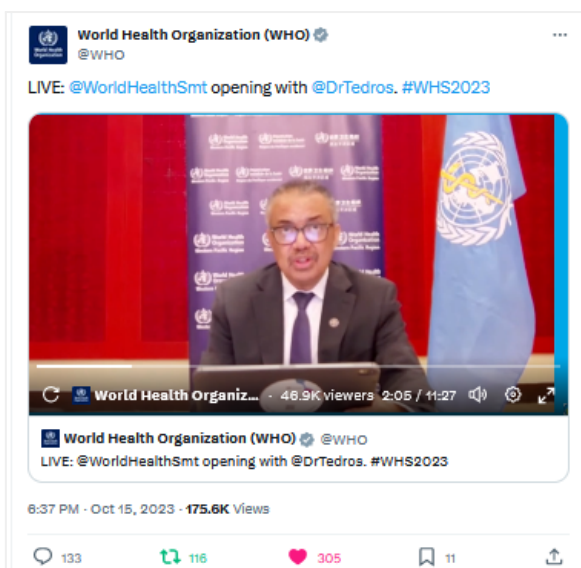 World Health Organization (WHO)
@WHO
LIVE: @WorldHealthSmt opening with @DrTedros. #WHS2023
World Health Organiz... · 46.9K viewers 2:05 / 11:27
World Health Organization (WHO) @WHO
LIVE: @WorldHealthSmt opening with @DrTedros. #WHS2023
6:37 PM · Oct 15, 2023 · 175.6K Views
133 116 305 11